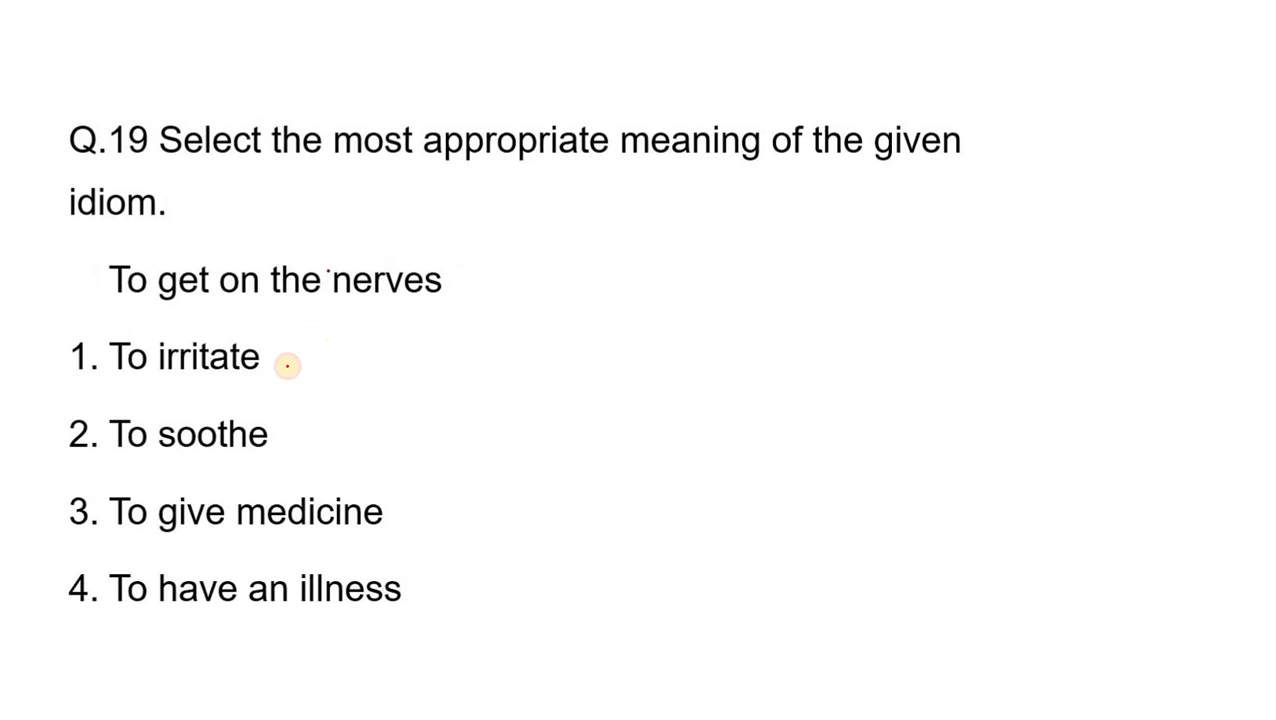 Q.19 Select the most appropriate meaning of the given
idiom.
To get on the nerves
1. To irritate
2. To soothe
3. To give medicine
4. To have an illness